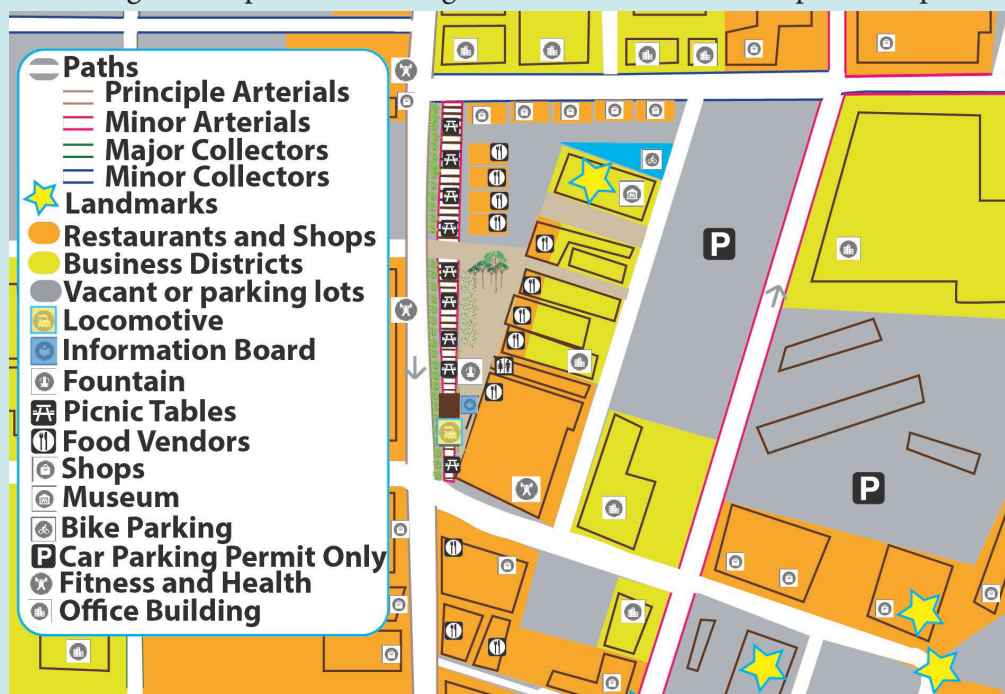 Paths
Principle Arterials
Minor Arterials
Major Collectors
Minor Collectors
Landmarks
Restaurants and Shops
Business Districts
Vacant or parking lots
Locomotive
Information Board
Fountain
Picnic Tables
Food Vendors
Shops
Museum
Bike Parking
P Car Parking Permit Only
Fitness and Health
Office Building
P
P